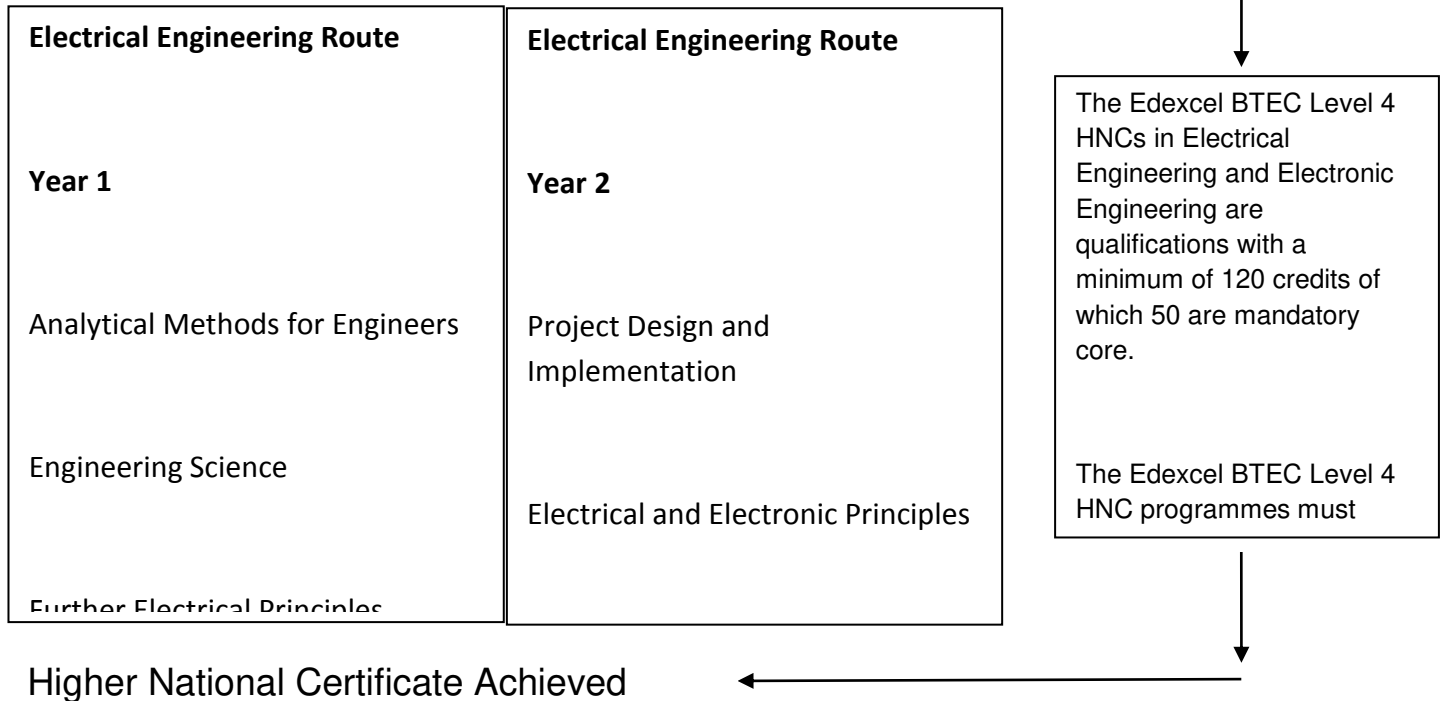 Electrical Engineering Route
Year 1
Analytical Methods for Engineers
Engineering Science
Further Electrical Principles
Electrical Engineering Route
Year 2
Project Design and
Implementation
Electrical and Electronic Principles
The Edexcel BTEC Level 4
HNCs in Electrical
Engineering and Electronic
Engineering are
qualifications with a
minimum of 120 credits of
which 50 are mandatory
core.
The Edexcel BTEC Level 4
HNC programmes must
Higher National Certificate Achieved